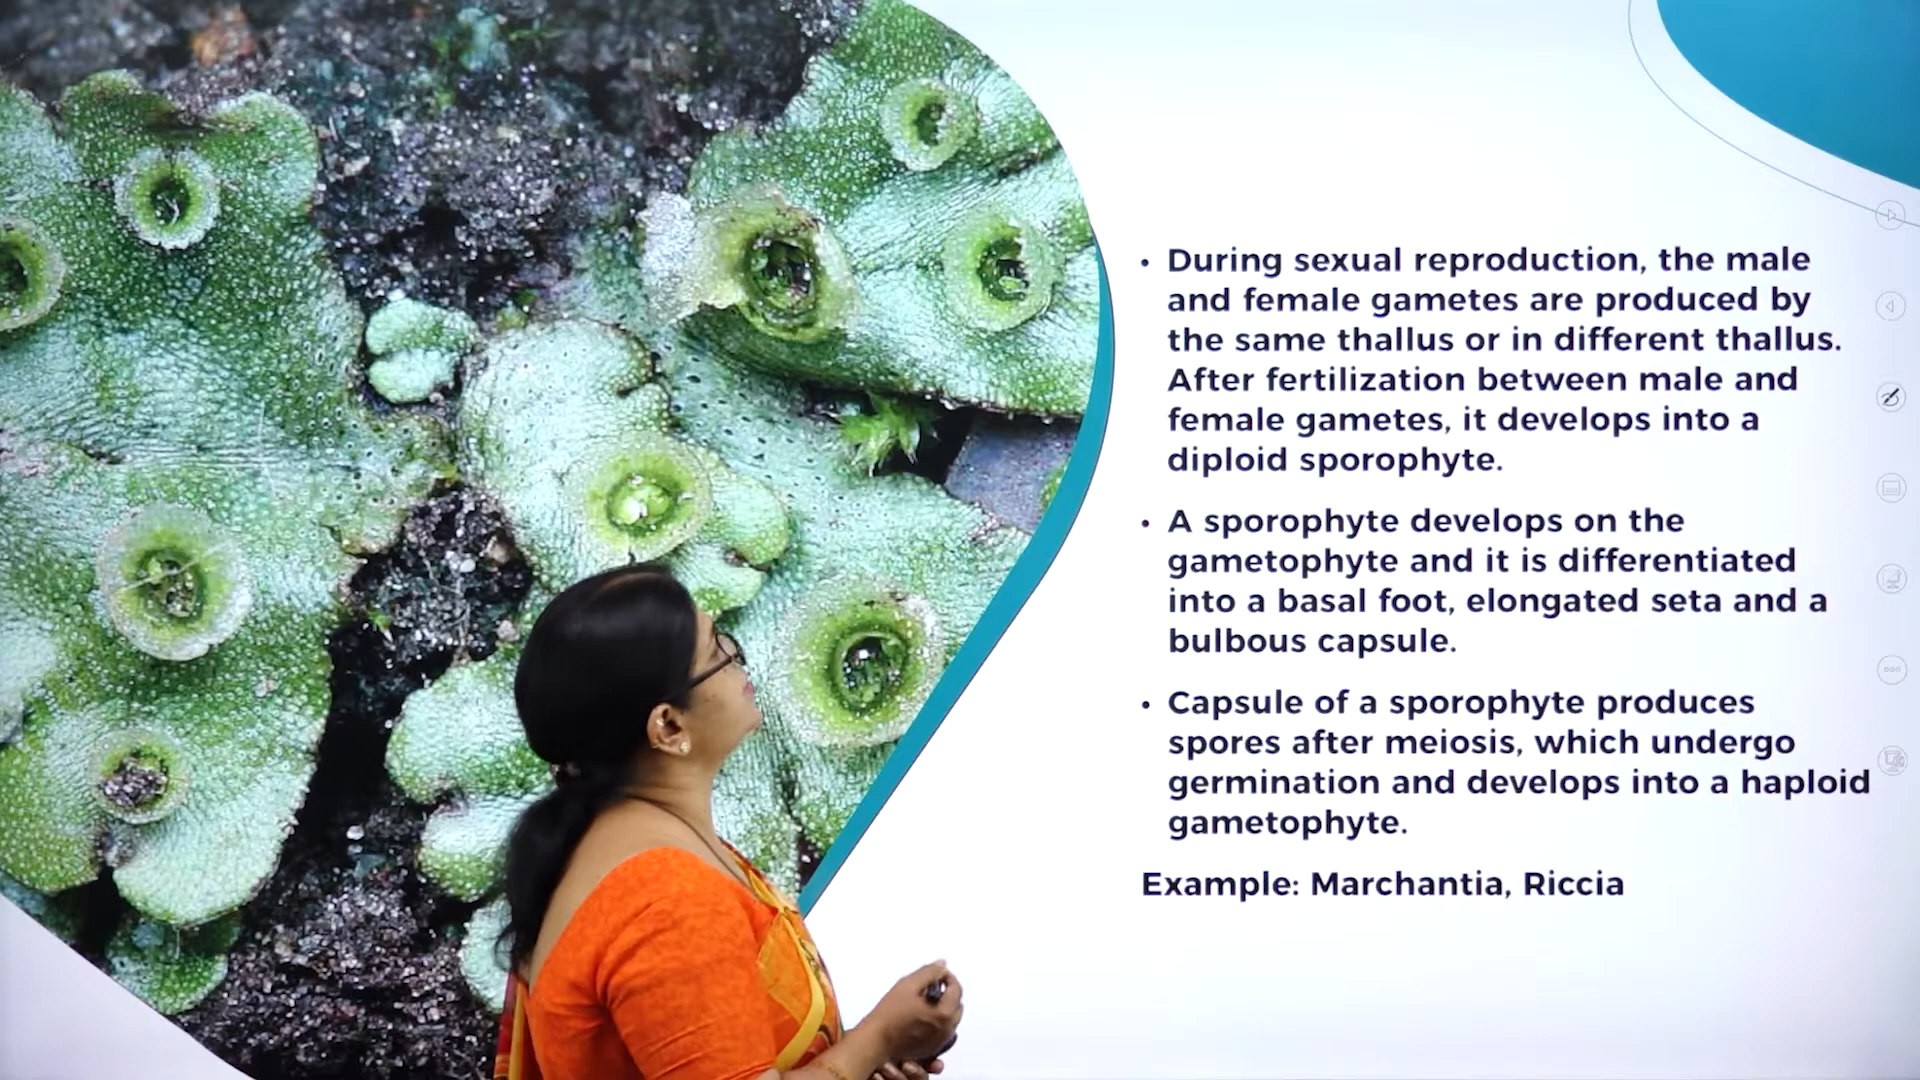 • During sexual reproduction, the male
and female gametes are produced by
the same thallus or in different thallus.
After fertilization between male and
female gametes, it develops into a
diploid sporophyte.
• A sporophyte develops on the
gametophyte and it is differentiated
into a basal foot, elongated seta and a
bulbous capsule.
• Capsule of a sporophyte produces
spores after meiosis, which undergo
germination and develops into a haploid
gametophyte.
Example: Marchantia, Riccia